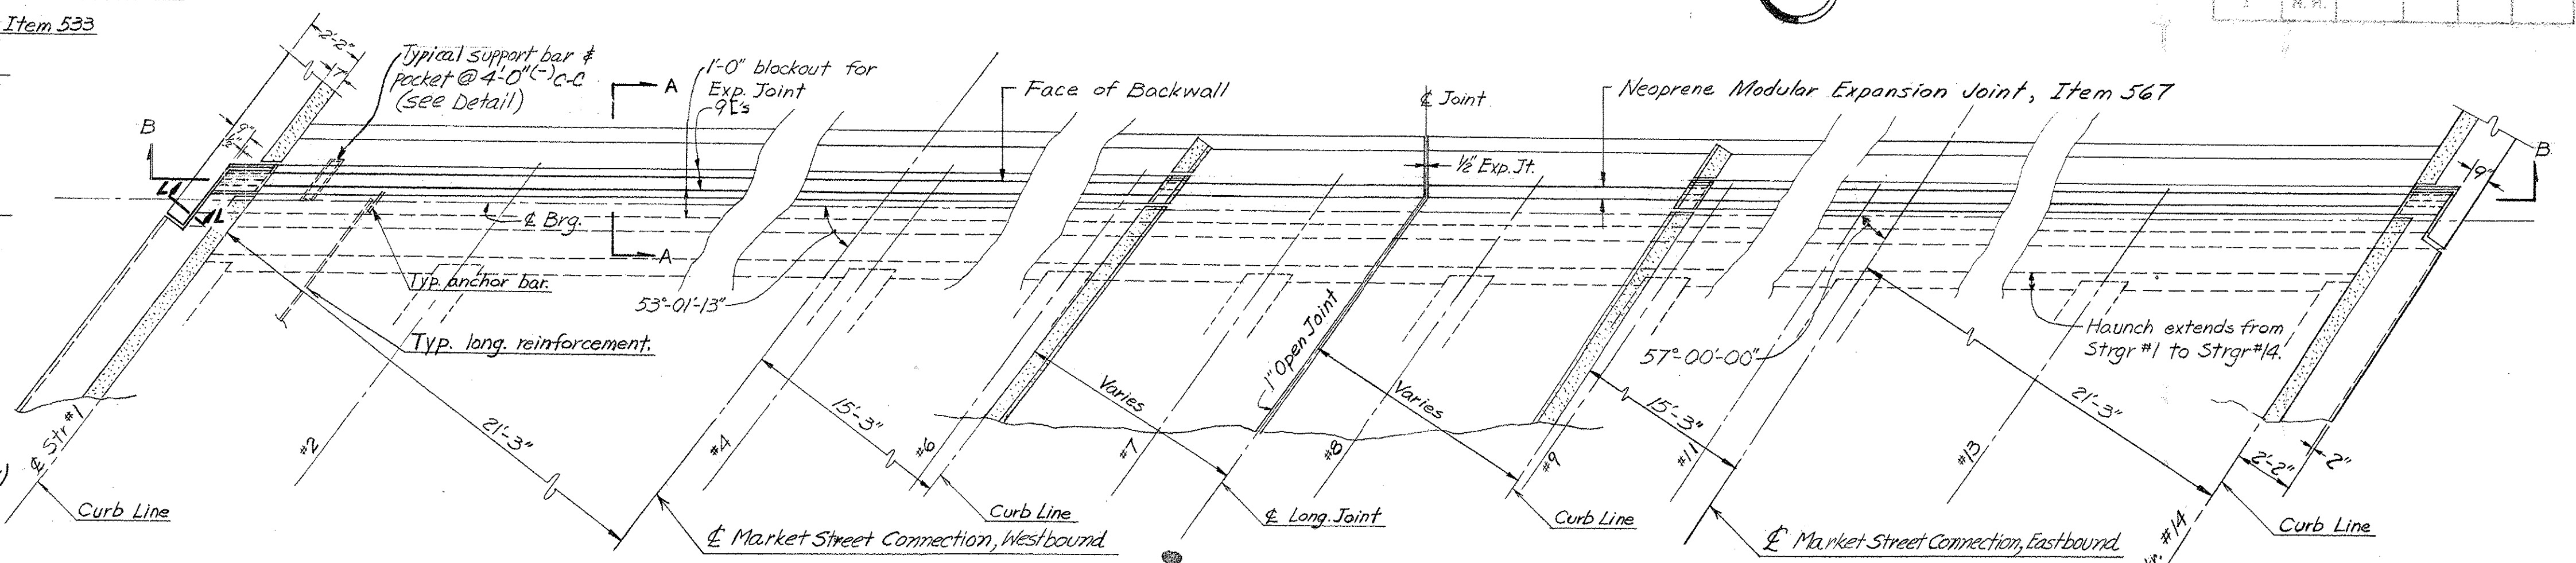 Item 533
2'-2"
Typical support bar &
pocket @ 4'-0"(-) C-C
(see Detail)
1'-0" blockout for
Exp. Joint
9"
A
Face of Backwall
℄ Joint
Neoprene Modular Expansion Joint, Item 567
B
B
½" Exp. Jt.
9"
L
L
℄ Brg.
A
Typ. anchor bar.
53°-01'-13"
Typ. long. reinforcement.
1" Open Joint
57°-00'-00"
Haunch extends from
Strgr #1 to Strgr #14.
Varies
Varies
15'-3"
15'-3"
21'-3"
21'-3"
℄ Str #1
#2
#4
#6
#7
#8
#9
#11
#13
#14
2'-2"
2"
Curb Line
Curb Line
℄ Long. Joint
Curb Line
Curb Line
℄ Market Street Connection, Westbound
℄ Market Street Connection, Eastbound